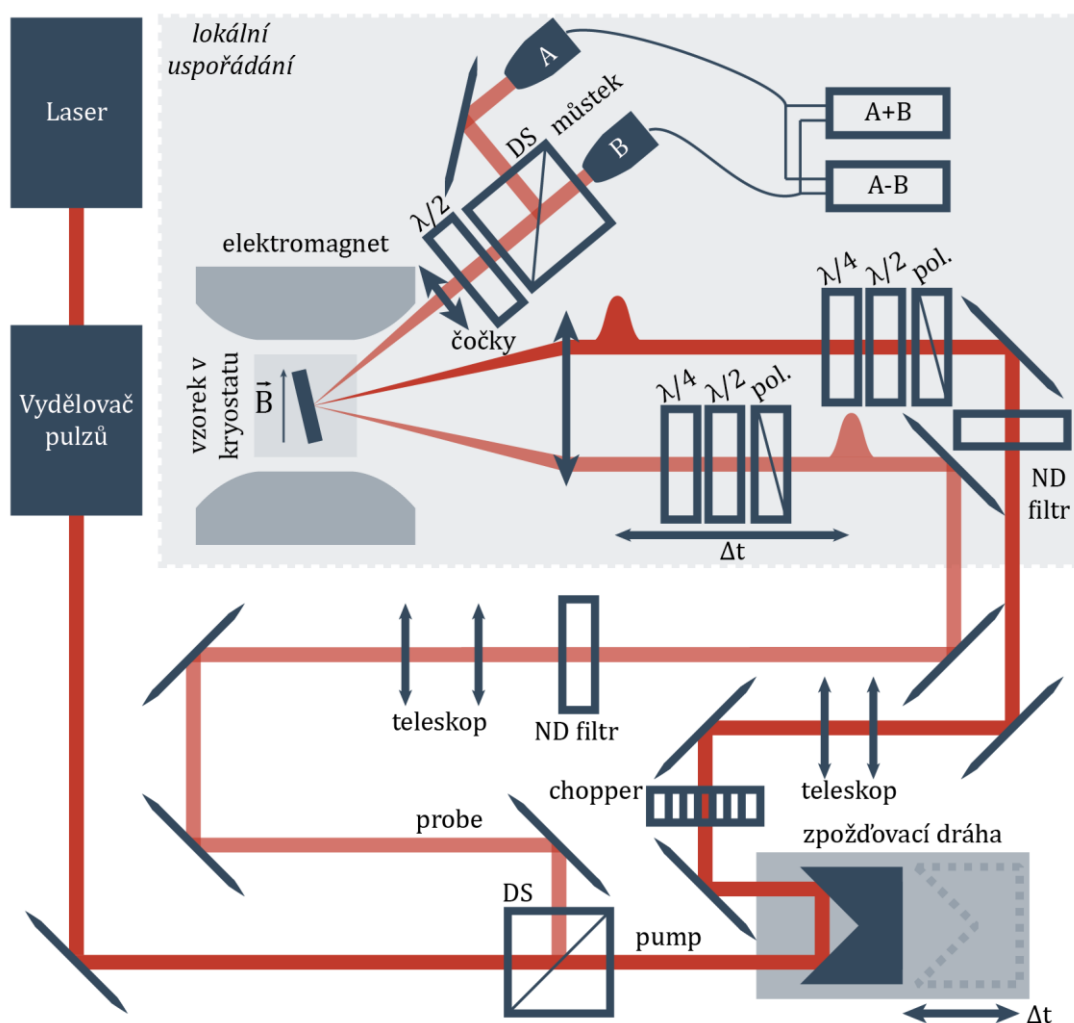 lokální
uspořádání
Laser
A
DS
můstek
B
A+B
A-B
λ/2
elektromagnet
λ/4
λ/2
pol.
čočky
vzorek v
kryostatu
B
λ/4
λ/2
pol.
Vydělovač
pulzů
ND
filtr
Δt
teleskop
ND filtr
chopper
teleskop
zpožďovací dráha
probe
DS
pump
Δt